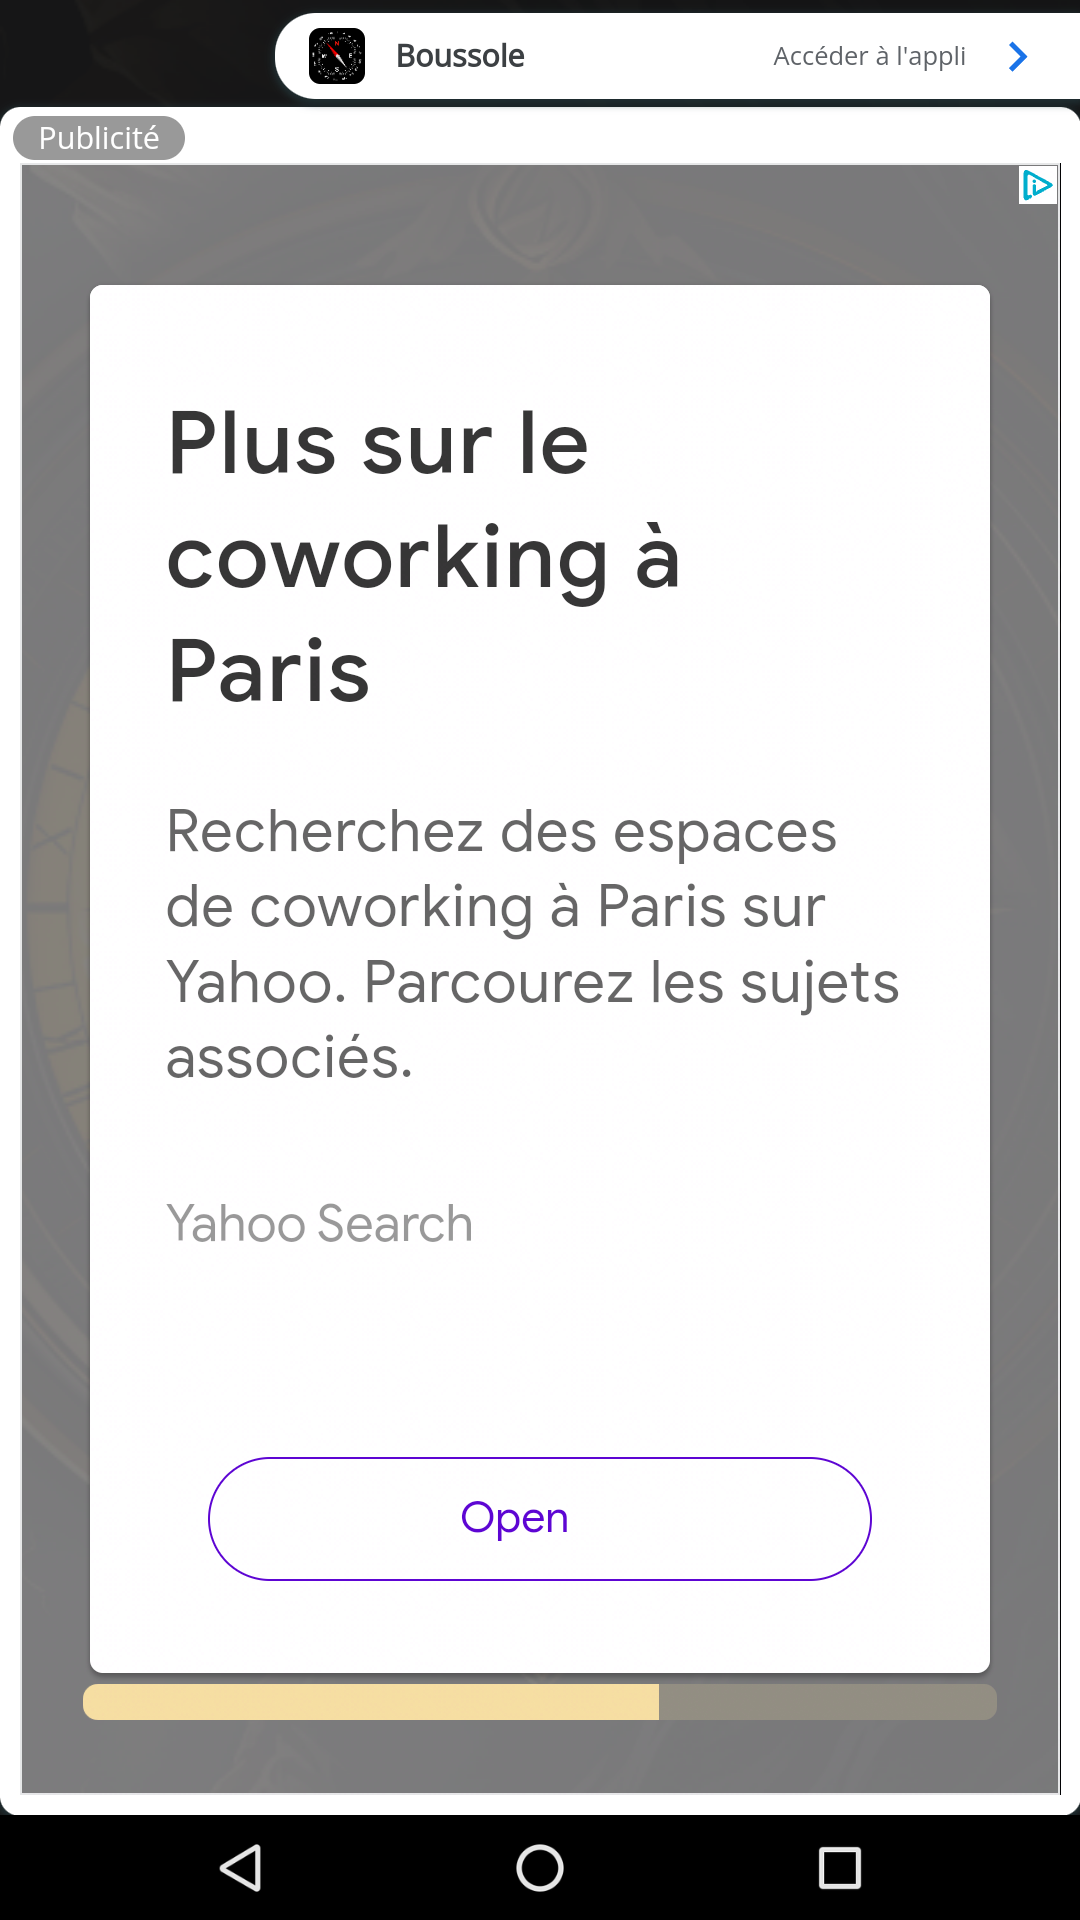 Boussole
Accéder à l'appli
Publicité
Plus sur le
coworking à
Paris
Recherchez des espaces
de coworking à Paris sur
Yahoo. Parcourez les sujets
associés.
Yahoo Search
Open